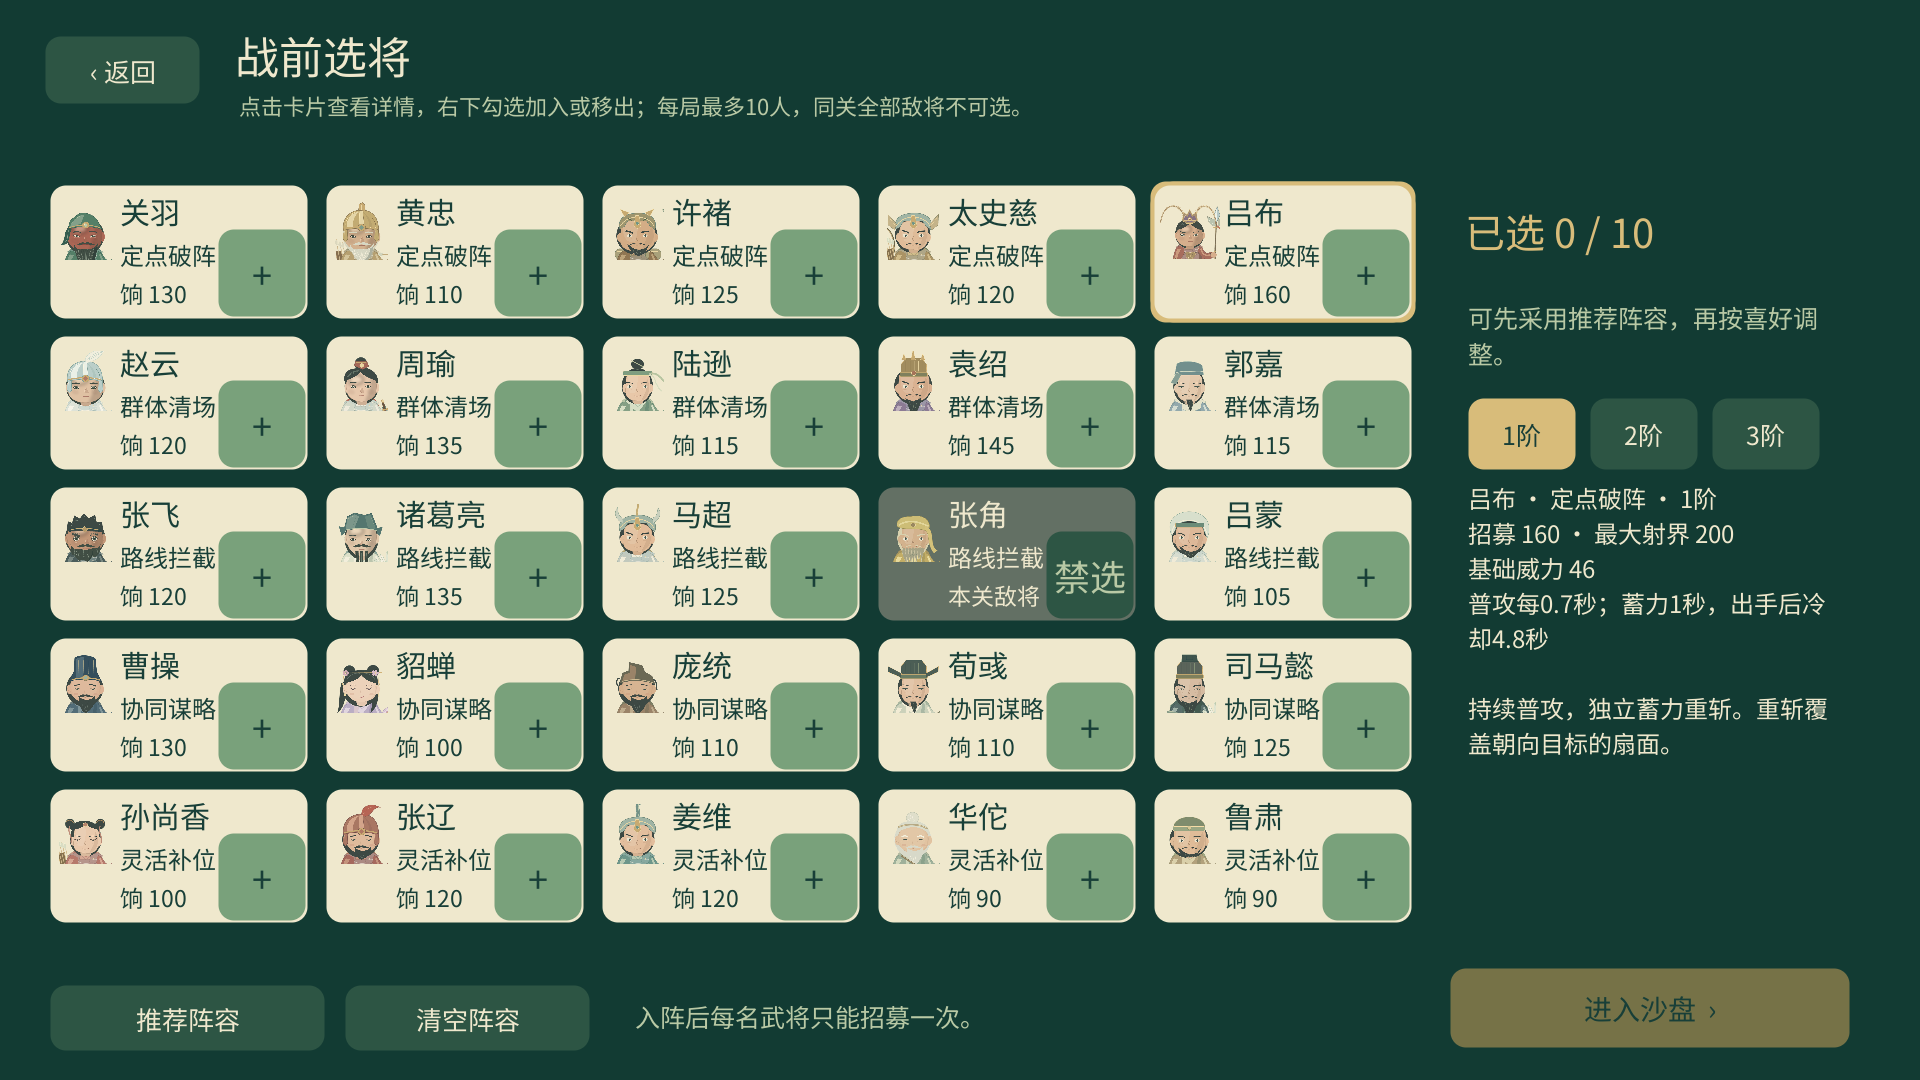 ‹ 返回
战前选将
点击卡片查看详情，右下勾选加入或移出；每局最多10人，同关全部敌将不可选。
关羽
定点破阵
饷 130
+
黄忠
定点破阵
饷 110
+
许褚
定点破阵
饷 125
+
太史慈
定点破阵
饷 120
+
吕布
定点破阵
饷 160
+
赵云
群体清场
饷 120
+
周瑜
群体清场
饷 135
+
陆逊
群体清场
饷 115
+
袁绍
群体清场
饷 145
+
郭嘉
群体清场
饷 115
+
张飞
路线拦截
饷 120
+
诸葛亮
路线拦截
饷 135
+
马超
路线拦截
饷 125
+
张角
路线拦截
本关敌将
禁选
吕蒙
路线拦截
饷 105
+
曹操
协同谋略
饷 130
+
貂蝉
协同谋略
饷 100
+
庞统
协同谋略
饷 110
+
荀彧
协同谋略
饷 110
+
司马懿
协同谋略
饷 125
+
孙尚香
灵活补位
饷 100
+
张辽
灵活补位
饷 120
+
姜维
灵活补位
饷 120
+
华佗
灵活补位
饷 90
+
鲁肃
灵活补位
饷 90
+
已选 0 / 10
可先采用推荐阵容，再按喜好调
整。
1阶
2阶
3阶
吕布 · 定点破阵 · 1阶
招募 160 · 最大射界 200
基础威力 46
普攻每0.7秒；蓄力1秒，出手后冷
却4.8秒
持续普攻，独立蓄力重斩。重斩覆
盖朝向目标的扇面。
推荐阵容
清空阵容
入阵后每名武将只能招募一次。
进入沙盘 ›